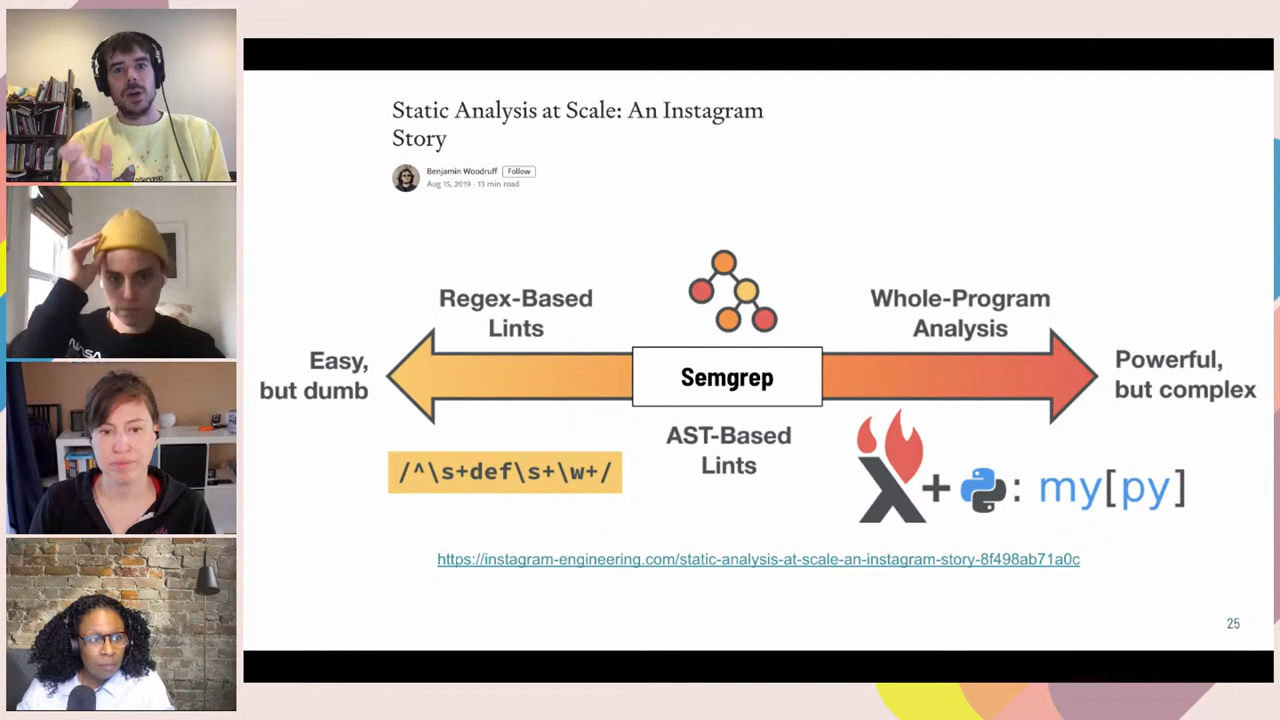 Static Analysis at Scale: An Instagram
Story
Benjamin Woodruff Follow
Aug 15, 2019 · 13 min read
Regex-Based
Lints
Whole-Program
Analysis
Easy,
but dumb
Semgrep
Powerful,
but complex
AST-Based
Lints
/^\s+def\s+\w+/
+ : my[py]
https://instagram-engineering.com/static-analysis-at-scale-an-instagram-story-8f498ab71a0c
25
NASA